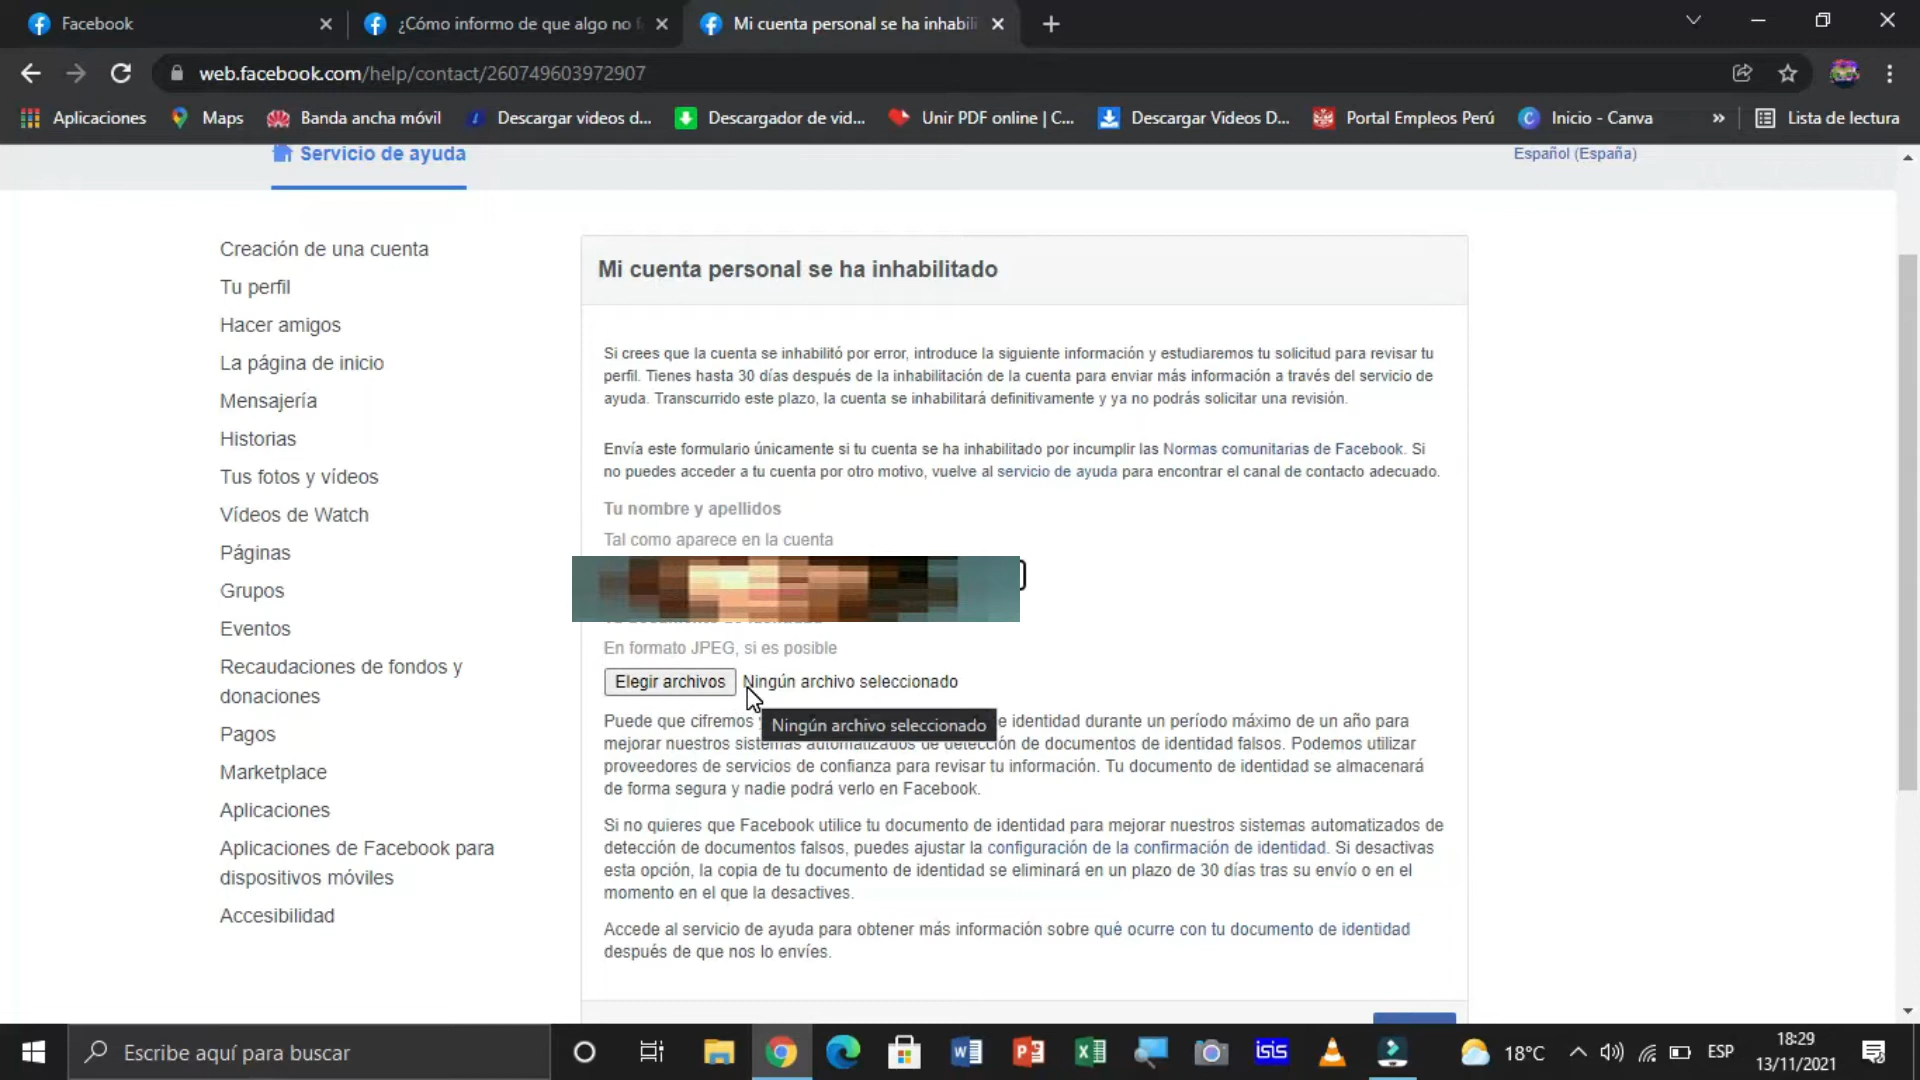 Facebook
¿Cómo informo de que algo no f
Mi cuenta personal se ha inhabili
web.facebook.com/help/contact/260749603972907
Aplicaciones
Maps
Banda ancha móvil
Descargar videos d...
Descargador de vid...
Unir PDF online | C...
Descargar Videos D...
Portal Empleos Perú
Inicio - Canva
»
Lista de lectura
Servicio de ayuda
Español (España)
Creación de una cuenta
Tu perfil
Hacer amigos
La página de inicio
Mensajería
Historias
Tus fotos y vídeos
Vídeos de Watch
Páginas
Grupos
Eventos
Recaudaciones de fondos y
donaciones
Pagos
Marketplace
Aplicaciones
Aplicaciones de Facebook para
dispositivos móviles
Accesibilidad
Mi cuenta personal se ha inhabilitado
Si crees que la cuenta se inhabilitó por error, introduce la siguiente información y estudiaremos tu solicitud para revisar tu
perfil. Tienes hasta 30 días después de la inhabilitación de la cuenta para enviar más información a través del servicio de
ayuda. Transcurrido este plazo, la cuenta se inhabilitará definitivamente y ya no podrás solicitar una revisión.
Envía este formulario únicamente si tu cuenta se ha inhabilitado por incumplir las Normas comunitarias de Facebook. Si
no puedes acceder a tu cuenta por otro motivo, vuelve al servicio de ayuda para encontrar el canal de contacto adecuado.
Tu nombre y apellidos
Tal como aparece en la cuenta
En formato JPEG, si es posible
Elegir archivos
Ningún archivo seleccionado
Ningún archivo seleccionado
Puede que cifremos e identidad durante un período máximo de un año para
mejorar nuestros sistemas automatizados de detección de documentos de identidad falsos. Podemos utilizar
proveedores de servicios de confianza para revisar tu información. Tu documento de identidad se almacenará
de forma segura y nadie podrá verlo en Facebook.
Si no quieres que Facebook utilice tu documento de identidad para mejorar nuestros sistemas automatizados de
detección de documentos falsos, puedes ajustar la configuración de la confirmación de identidad. Si desactivas
esta opción, la copia de tu documento de identidad se eliminará en un plazo de 30 días tras su envío o en el
momento en el que la desactives.
Accede al servicio de ayuda para obtener más información sobre qué ocurre con tu documento de identidad
después de que nos lo envíes.
Escribe aquí para buscar
isis
18°C
ESP
18:29
13/11/2021